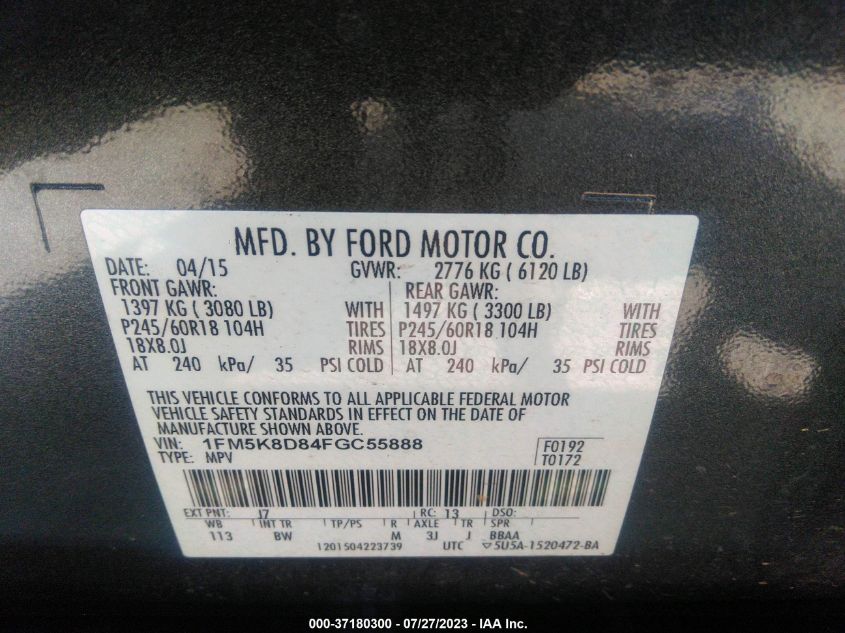 MFD. BY FORD MOTOR CO.
DATE: 04/15 GVWR: 2776 KG ( 6120 LB)
FRONT GAWR: REAR GAWR:
1397 KG ( 3080 LB) WITH 1497 KG ( 3300 LB) WITH
P245/60R18 104H TIRES P245/60R18 104H TIRES
18X8.0J RIMS 18X8.0J RIMS
AT 240 kPa/ 35 PSI COLD AT 240 kPa/ 35 PSI COLD
THIS VEHICLE CONFORMS TO ALL APPLICABLE FEDERAL MOTOR
VEHICLE SAFETY STANDARDS IN EFFECT ON THE DATE OF
MANUFACTURE SHOWN ABOVE.
VIN: 1FM5K8D84FGC55888 F0192
TYPE: MPV T0172
EXT PNT: J7 RC: 13 DSO:
WB INT TR TP/PS R AXLE TR SPR
113 BW M 3J J BBAA
1201504223739 UTC ▽5U5A-1520472-BA
000-37180300 - 07/27/2023 - IAA Inc.